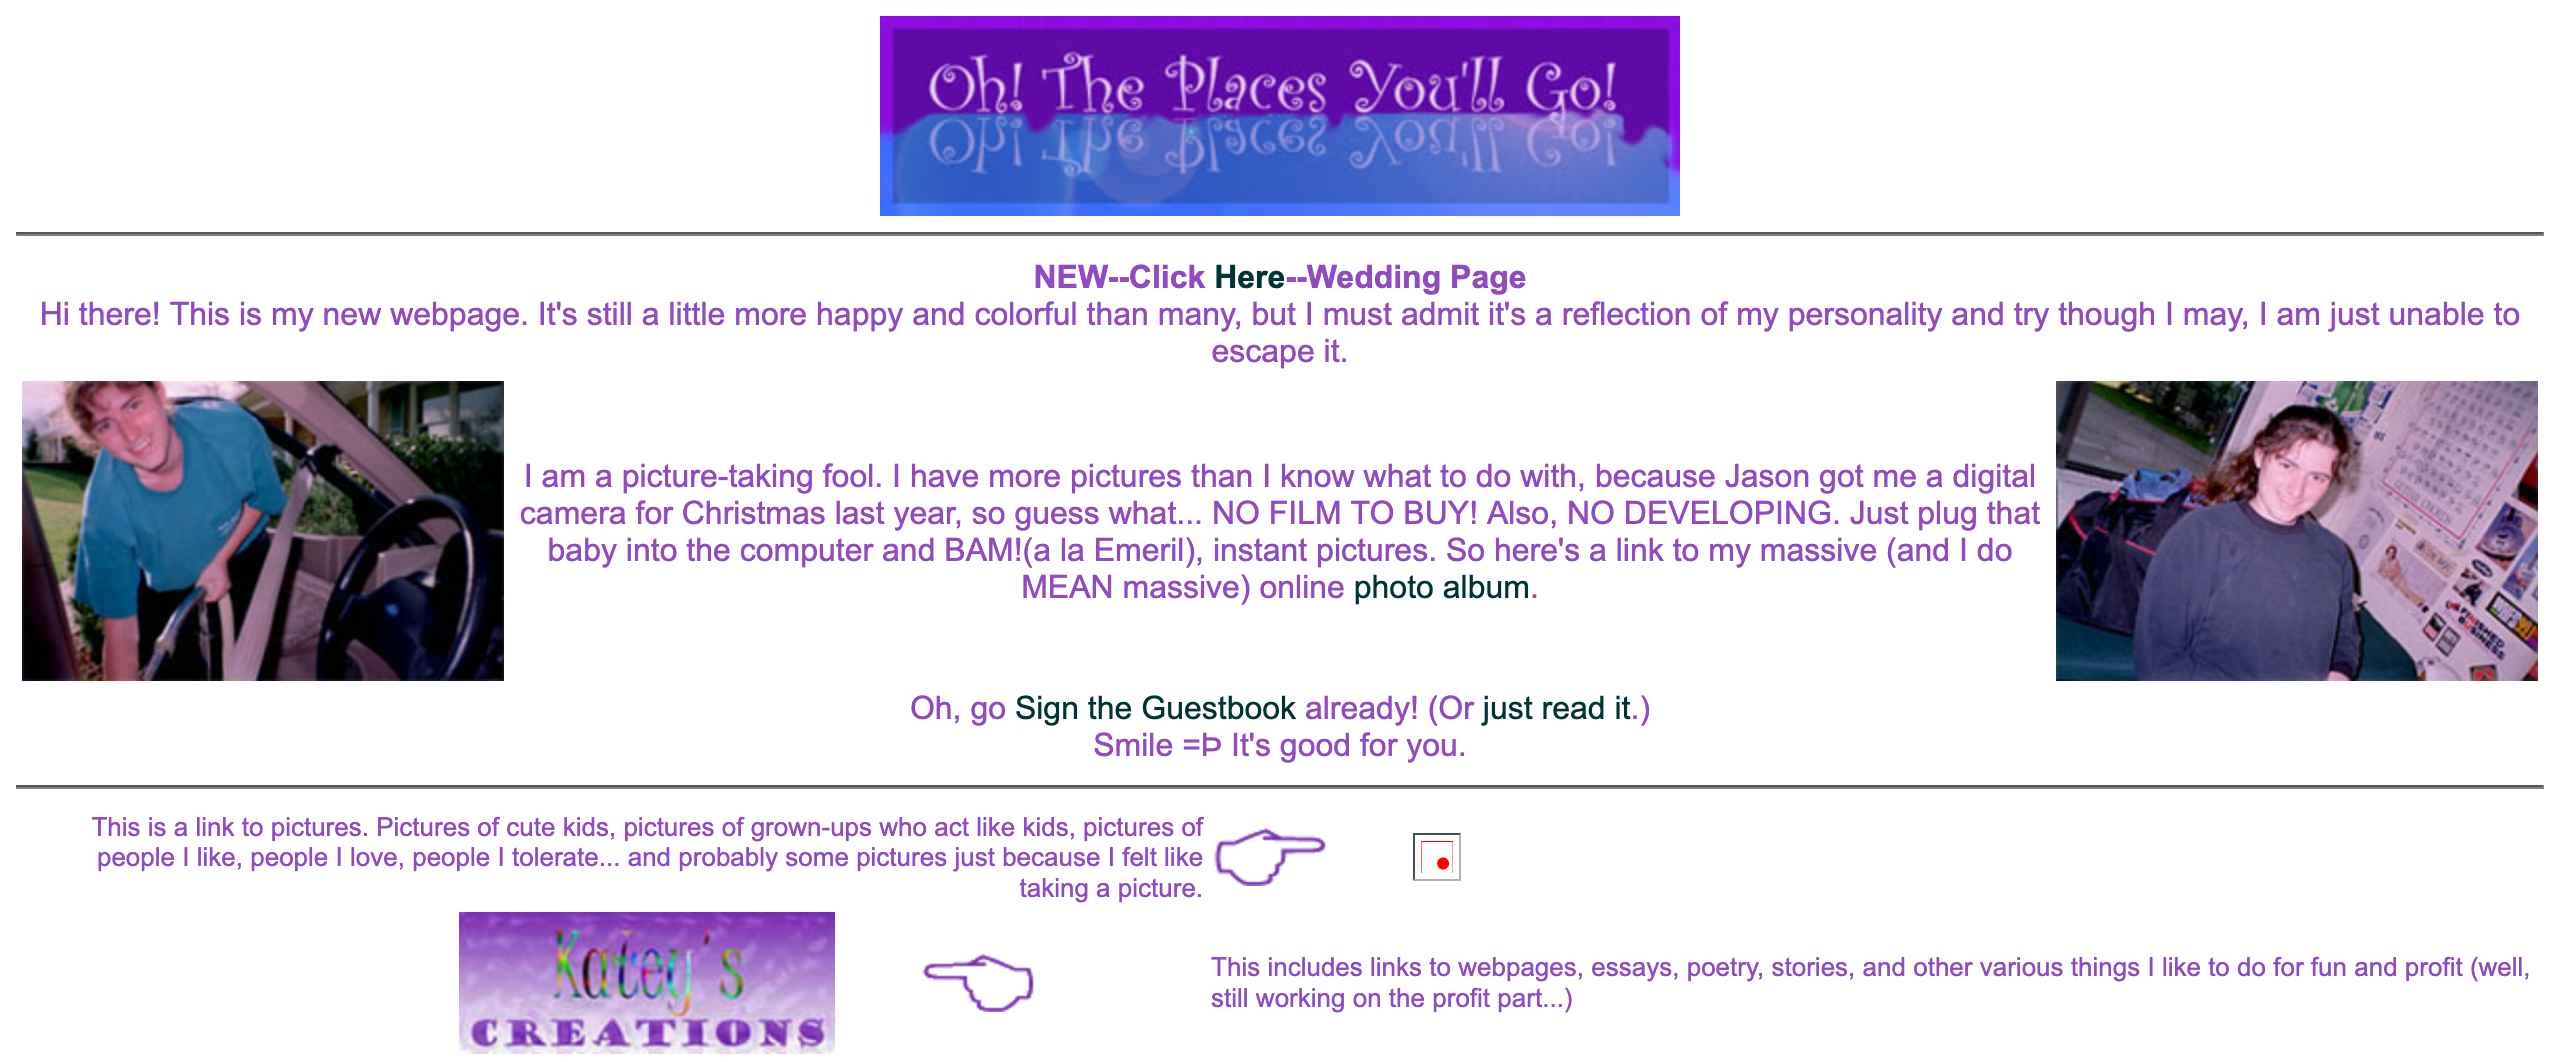 Oh! The Places You'll Go!
NEW--Click Here--Wedding Page
Hi there! This is my new webpage. It's still a little more happy and colorful than many, but I must admit it's a reflection of my personality and try though I may, I am just unable to
escape it.
I am a picture-taking fool. I have more pictures than I know what to do with, because Jason got me a digital
camera for Christmas last year, so guess what... NO FILM TO BUY! Also, NO DEVELOPING. Just plug that
baby into the computer and BAM!(a la Emeril), instant pictures. So here's a link to my massive (and I do
MEAN massive) online photo album.
FINISHED
BUSINESS
Oh, go Sign the Guestbook already! (Or just read it.)
Smile =Þ It's good for you.
This is a link to pictures. Pictures of cute kids, pictures of grown-ups who act like kids, pictures of
people I like, people I love, people I tolerate... and probably some pictures just because I felt like
taking a picture.
Katey's
CREATIONS
This includes links to webpages, essays, poetry, stories, and other various things I like to do for fun and profit (well,
still working on the profit part...)